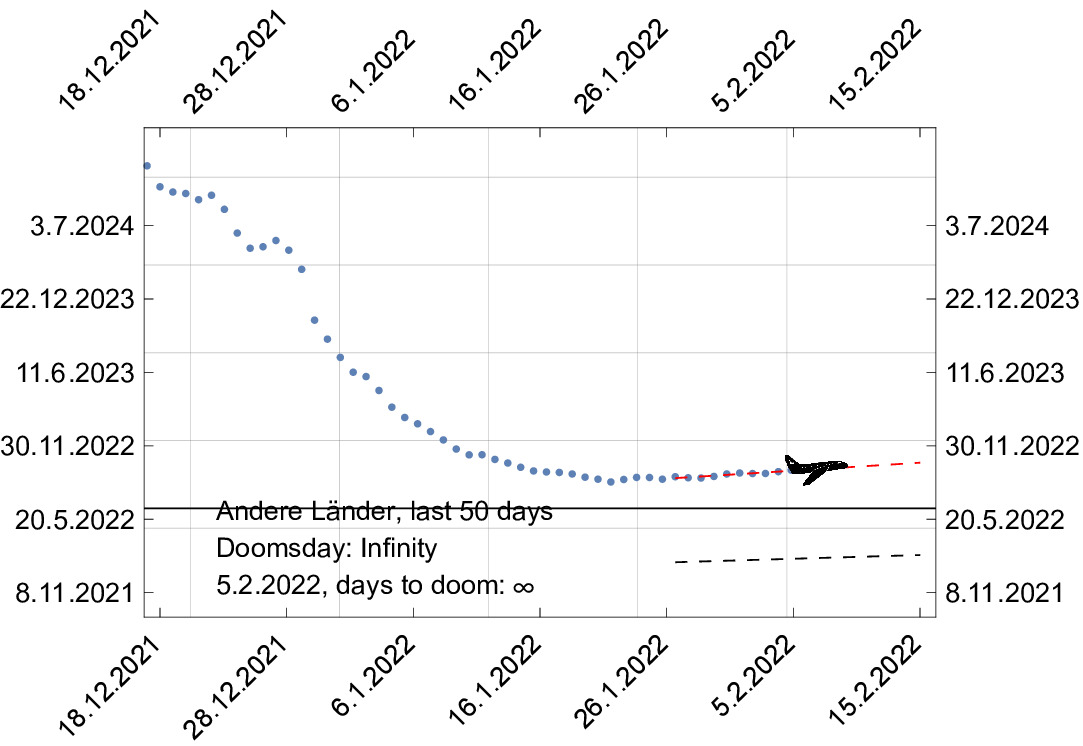 18.12.2021 28.12.2021 6.1.2022 16.1.2022 26.1.2022 5.2.2022 15.2.2022
3.7.2024 3.7.2024
22.12.2023 22.12.2023
11.6.2023 11.6.2023
30.11.2022 30.11.2022
Andere Länder, last 50 days
20.5.2022 20.5.2022
Doomsday: Infinity
5.2.2022, days to doom: ∞
8.11.2021 8.11.2021
18.12.2021 28.12.2021 6.1.2022 16.1.2022 26.1.2022 5.2.2022 15.2.2022